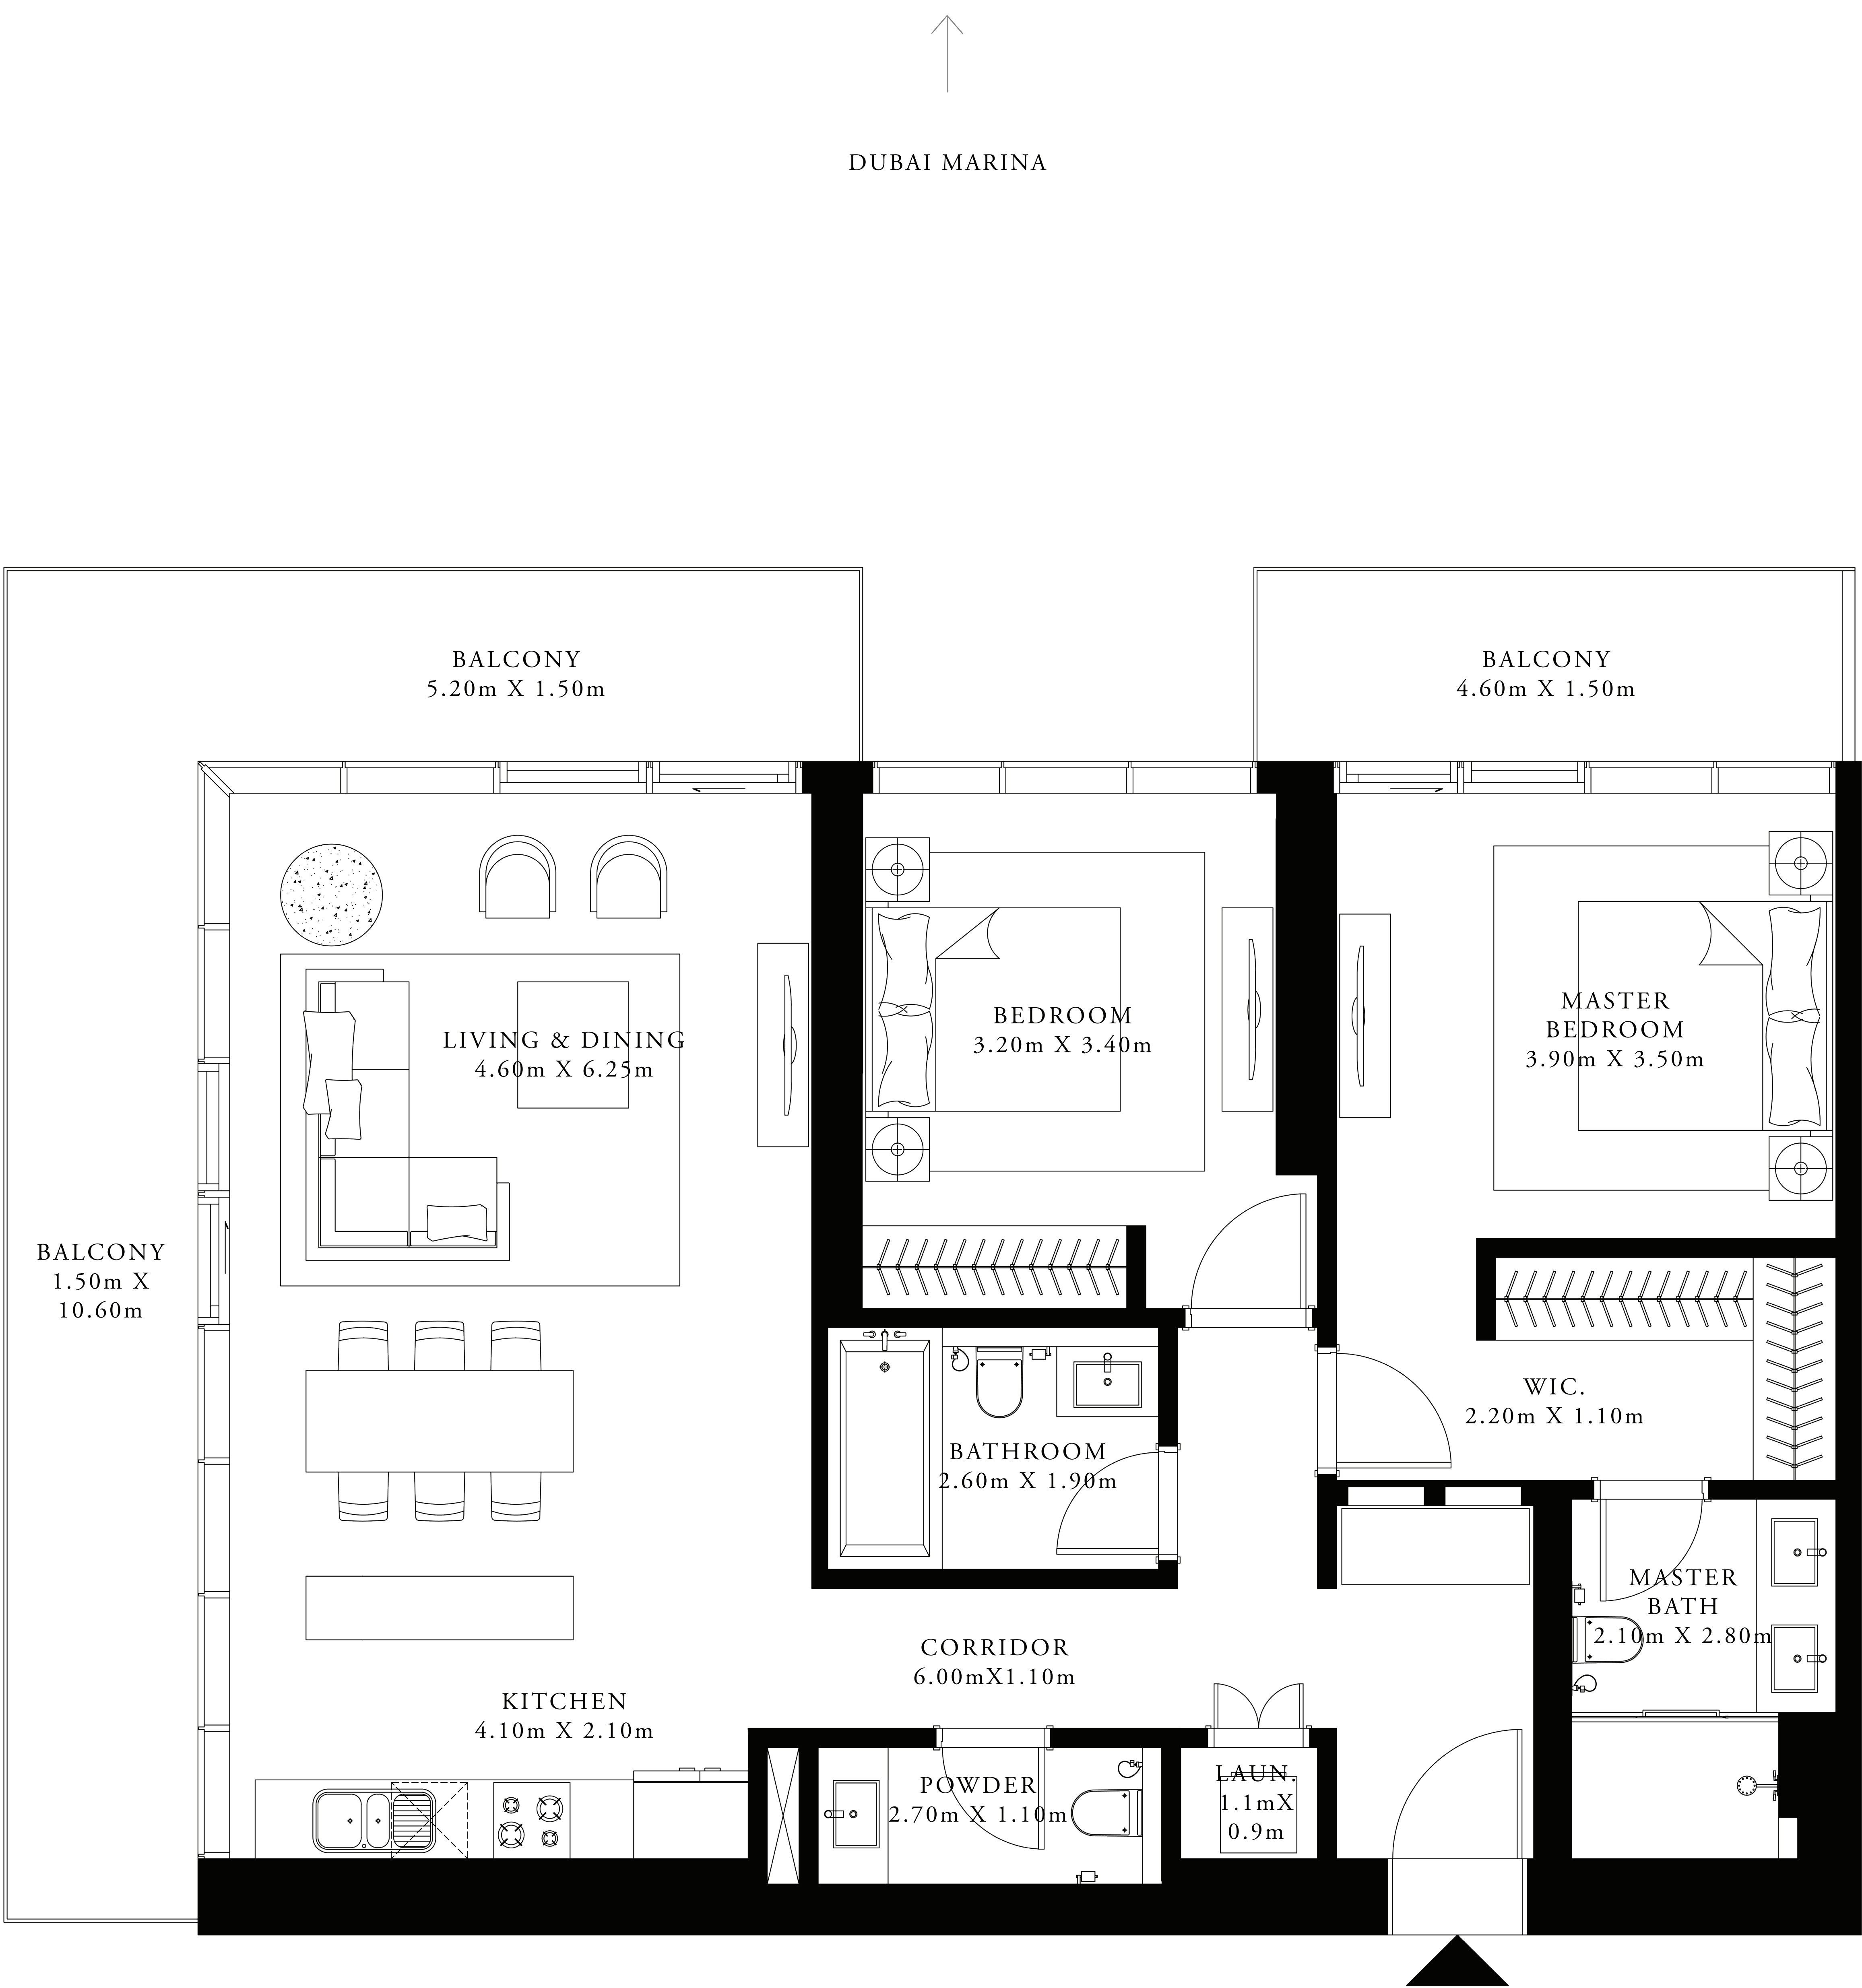 DUBAI MARINA
BALCONY
5.20m X 1.50m
BALCONY
4.60m X 1.50m
LIVING & DINING
4.60m X 6.25m
BEDROOM
3.20m X 3.40m
MASTER
BEDROOM
3.90m X 3.50m
BALCONY
1.50m X
10.60m
WIC.
2.20m X 1.10m
BATHROOM
2.60m X 1.90m
MASTER
BATH
2.10m X 2.80m
CORRIDOR
6.00mX1.10m
KITCHEN
4.10m X 2.10m
POWDER
2.70m X 1.10m
LAUN.
1.1mX
0.9m